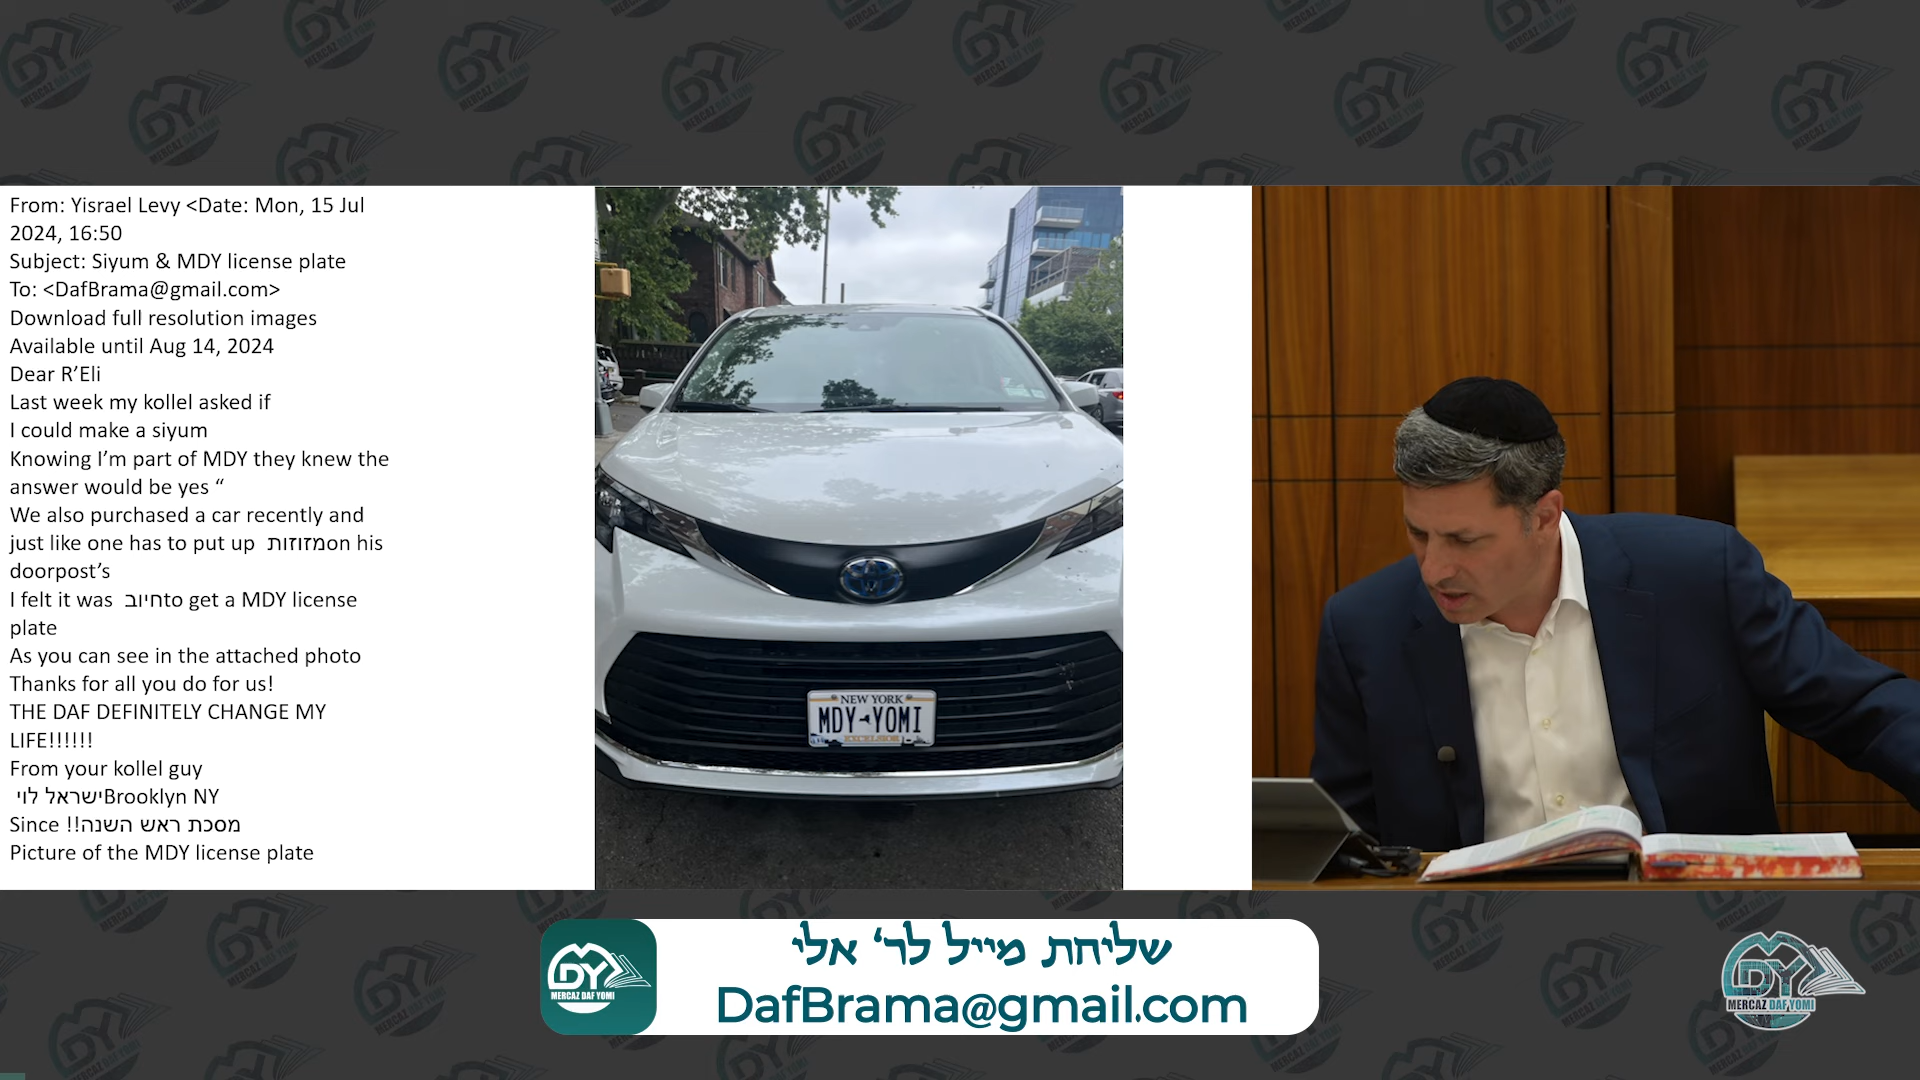 From: Yisrael Levy <Date: Mon, 15 Jul
2024, 16:50
Subject: Siyum & MDY license plate
To: <DafBrama@gmail.com>
Download full resolution images
Available until Aug 14, 2024
Dear R’Eli
Last week my kollel asked if
I could make a siyum
Knowing I’m part of MDY they knew the
answer would be yes “
We also purchased a car recently and
just like one has to put up מזוזותon his
doorpost’s
I felt it was חיובto get a MDY license
plate
As you can see in the attached photo
Thanks for all you do for us!
THE DAF DEFINITELY CHANGE MY
LIFE!!!!!!
From your kollel guy
ישראל לויBrooklyn NY
Since !!מסכת ראש השנה
Picture of the MDY license plate
NEW YORK
MDY YOMI
EXCELSIOR
DY
MERCAZ DAF YOMI
שליחת מייל לר' אלי
DafBrama@gmail.com
DY
MERCAZ DAF YOMI